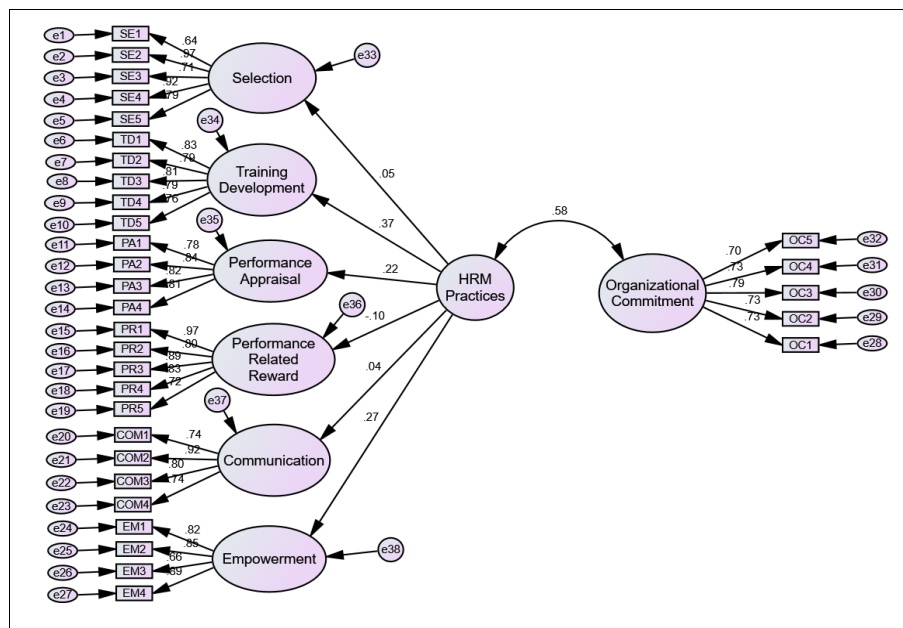 e1 SE1 .64
e2 SE2 .97
e3 SE3 .71
e4 SE4 .92
e5 SE5 .79
Selection
e33
e6 TD1 .83
e7 TD2 .79
e8 TD3 .81
e9 TD4 .79
e10 TD5 .76
e34
Training
Development
e11 PA1 .78
e12 PA2 .84
e13 PA3 .82
e14 PA4 .81
e35
Performance
Appraisal
e15 PR1 .97
e16 PR2 .80
e17 PR3 .89
e18 PR4 .83
e19 PR5 .72
e36
Performance
Related
Reward
e20 COM1 .74
e21 COM2 .92
e22 COM3 .80
e23 COM4 .74
e37
Communication
e24 EM1 .82
e25 EM2 .85
e26 EM3 .66
e27 EM4 .89
Empowerment
e38
.05
.37
.22
-.10
.04
.27
HRM
Practices
.58
Organizational
Commitment
.70 OC5 e32
.73 OC4 e31
.79 OC3 e30
.73 OC2 e29
.73 OC1 e28